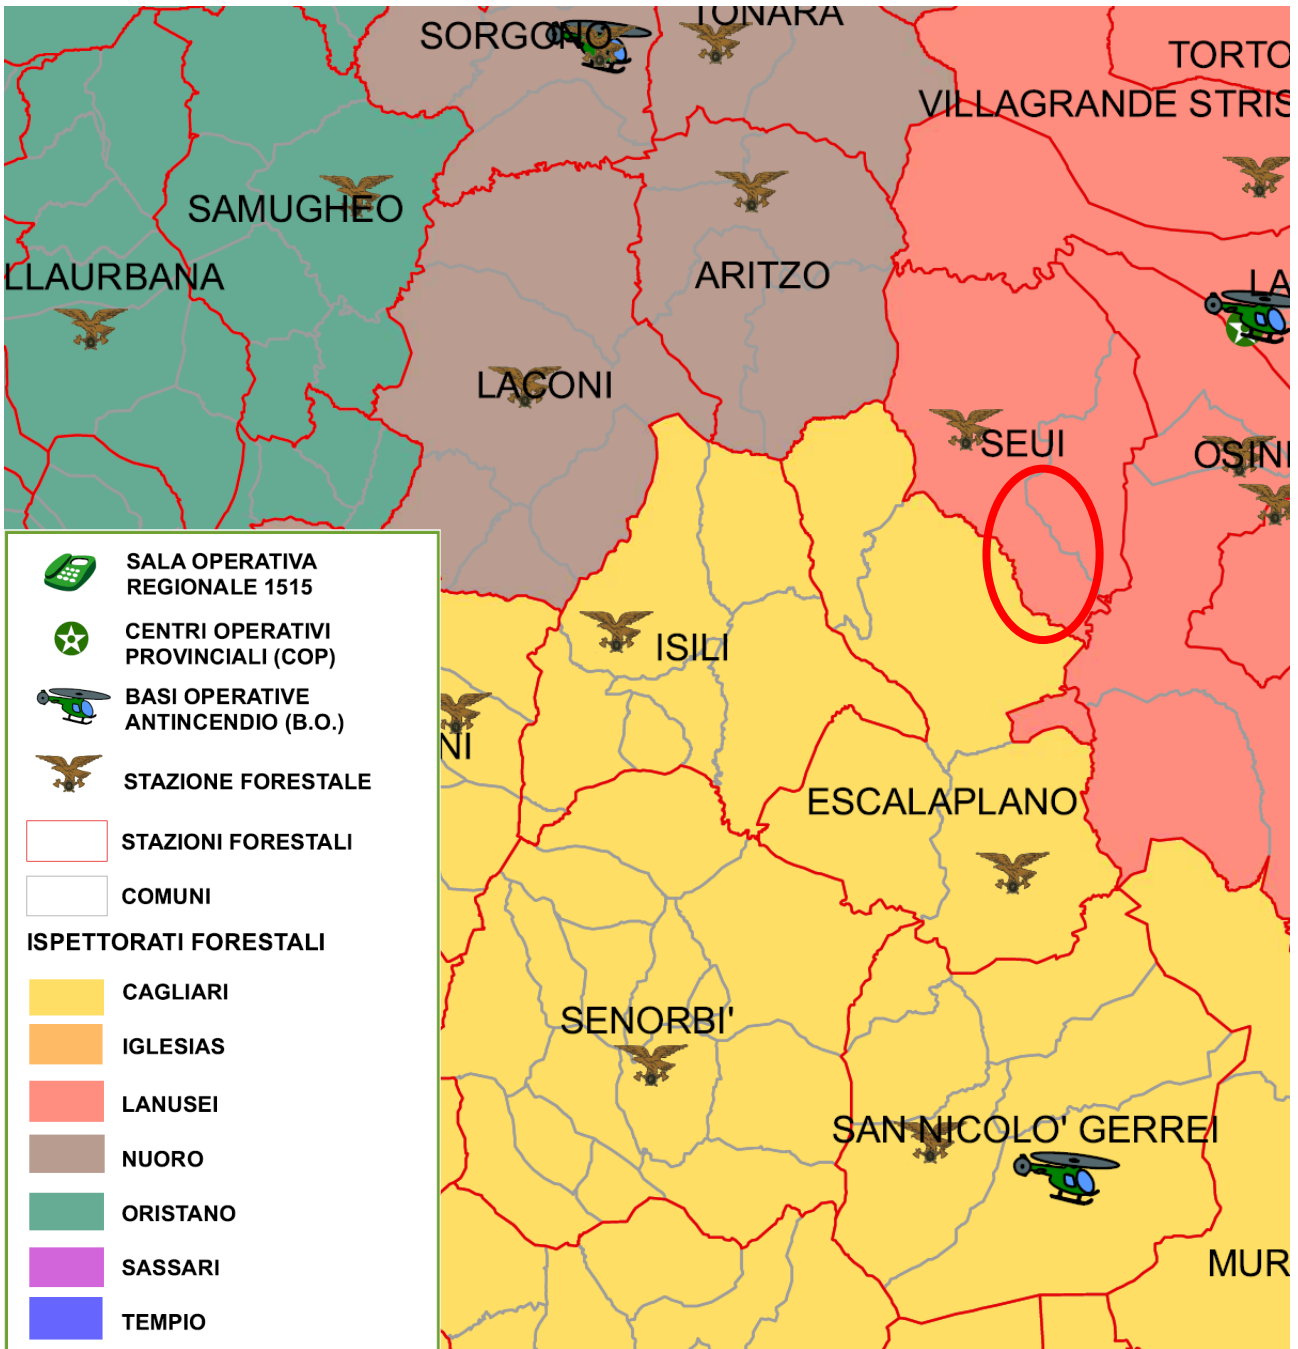 TONARA
SORGONO
TORTO
VILLAGRANDE STRIS
SAMUGHEO
LLAURBANA
ARITZO
LA
LACONI
SEUI
OSINI
ISILI
NI
ESCALAPLANO
SENORBI'
SAN NICOLO' GERREI
MUR
SALA OPERATIVA
REGIONALE 1515
CENTRI OPERATIVI
PROVINCIALI (COP)
BASI OPERATIVE
ANTINCENDIO (B.O.)
STAZIONE FORESTALE
STAZIONI FORESTALI
COMUNI
ISPETTORATI FORESTALI
CAGLIARI
IGLESIAS
LANUSEI
NUORO
ORISTANO
SASSARI
TEMPIO